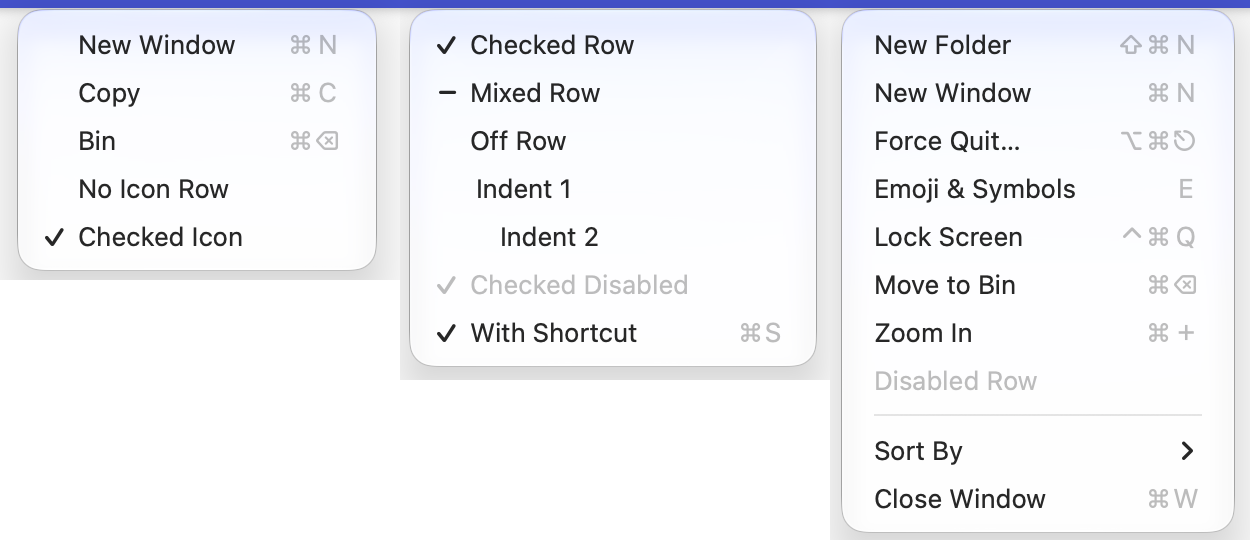 New Window ⌘ N
Copy ⌘ C
Bin ⌘⌫
No Icon Row
✓ Checked Icon
✓ Checked Row
– Mixed Row
Off Row
Indent 1
Indent 2
✓ Checked Disabled
✓ With Shortcut ⌘S
New Folder ⇧⌘ N
New Window ⌘ N
Force Quit... ⌥⌘⎋
Emoji & Symbols E
Lock Screen ^⌘ Q
Move to Bin ⌘⌫
Zoom In ⌘ +
Disabled Row
Sort By >
Close Window ⌘W